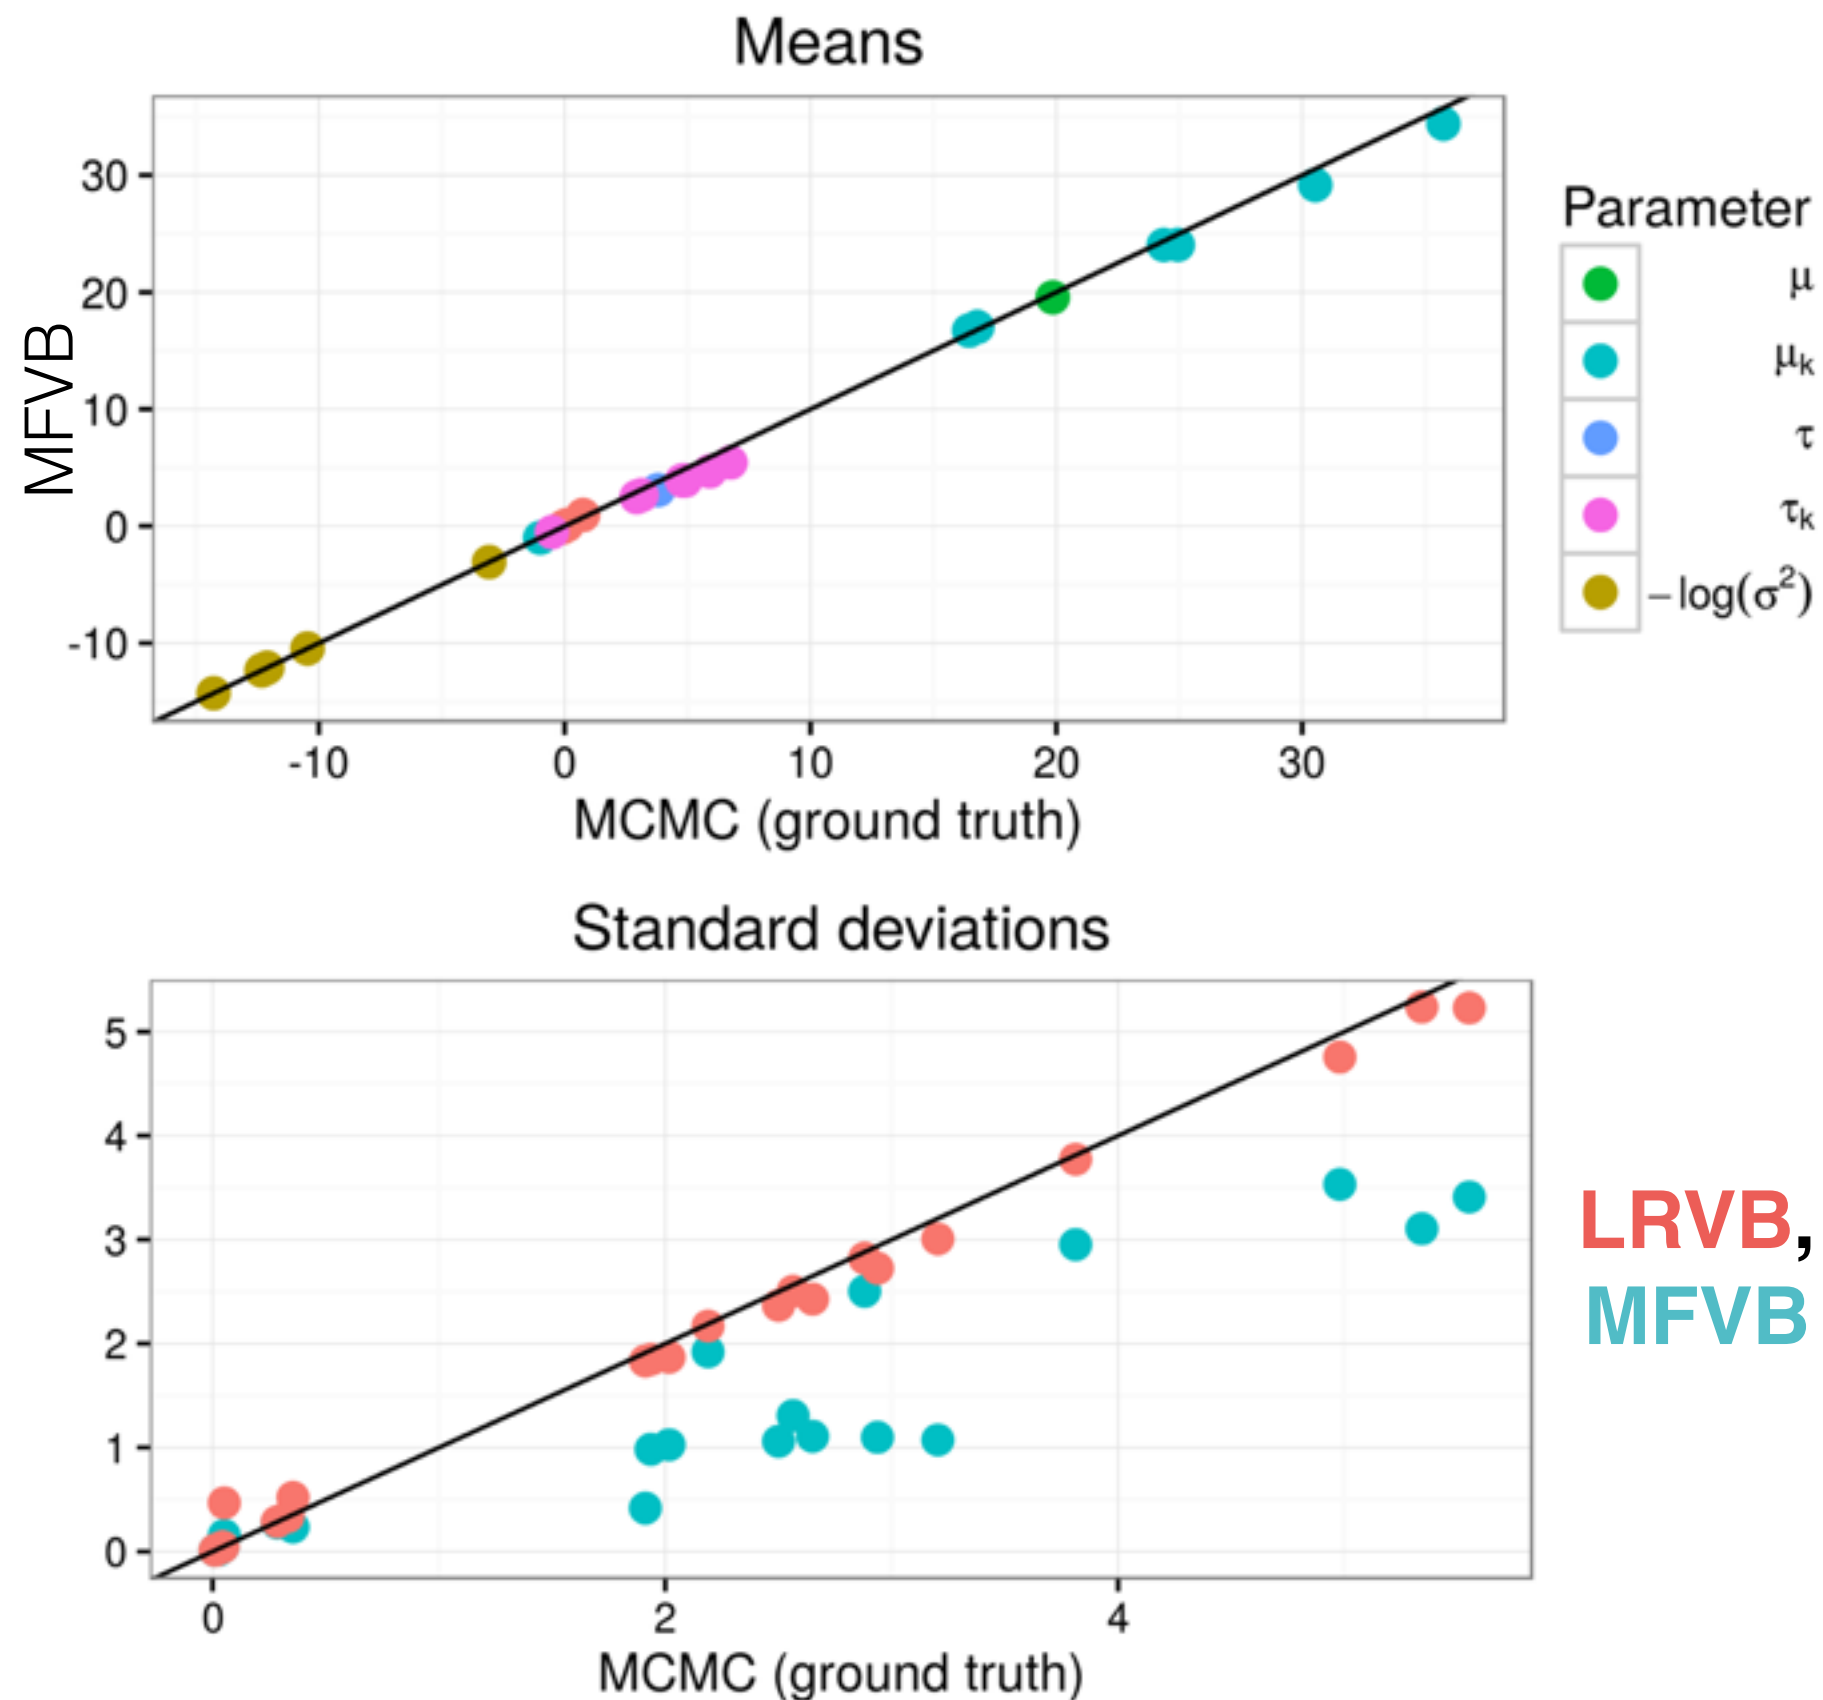 Means
MFVB
30
20
10
0
-10
-10 0 10 20 30
MCMC (ground truth)
Parameter
μ
μk
τ
τk
−log(σ²)
Standard deviations
5
4
3
2
1
0
0 2 4
MCMC (ground truth)
LRVB,
MFVB